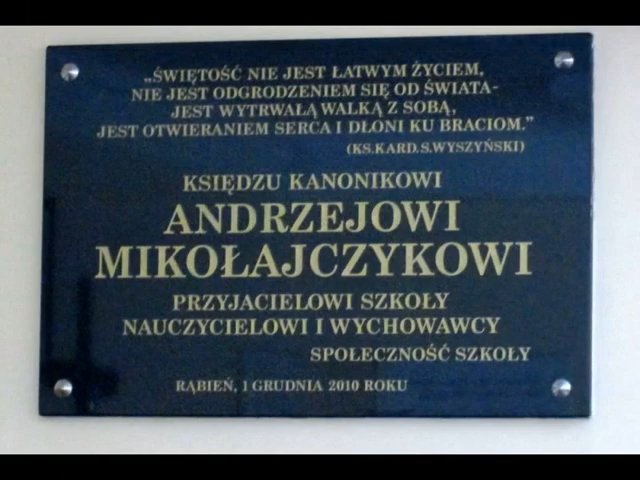 „ŚWIĘTOŚĆ NIE JEST ŁATWYM ŻYCIEM,
NIE JEST ODGRODZENIEM SIĘ OD ŚWIATA-
JEST WYTRWAŁĄ WALKĄ Z SOBĄ,
JEST OTWIERANIEM SERCA I DŁONI KU BRACIOM.”
(KS.KARD.S.WYSZYŃSKI)
KSIĘDZU KANONIKOWI
ANDRZEJOWI
MIKOŁAJCZYKOWI
PRZYJACIELOWI SZKOŁY
NAUCZYCIELOWI I WYCHOWAWCY
SPOŁECZNOŚĆ SZKOŁY
RĄBIEŃ, 1 GRUDNIA 2010 ROKU